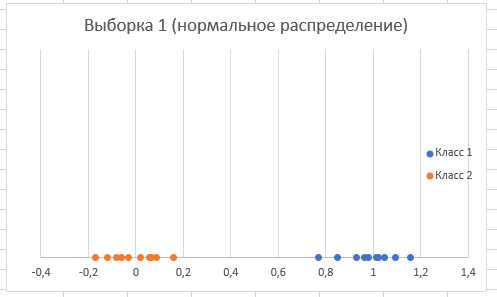 Выборка 1 (нормальное распределение)
Класс 1
Класс 2
-0,4 -0,2 0 0,2 0,4 0,6 0,8 1 1,2 1,4